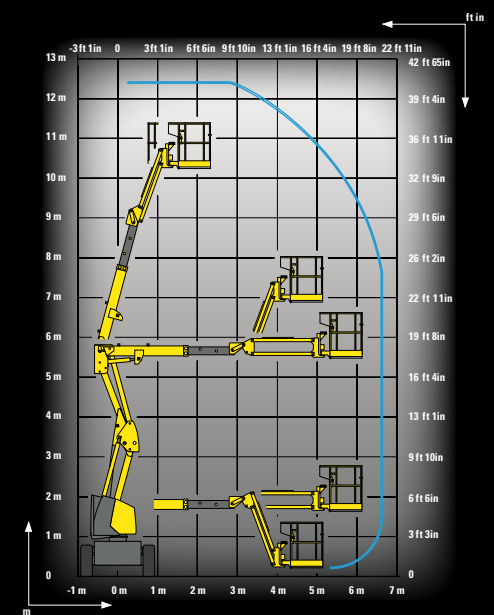 ft in
-3 ft 1in 0 3ft 1in 6 ft 6in 9 ft 10in 13 ft 1in 16 ft 4in 19 ft 8in 22 ft 11in
13 m 42 ft 65in
12 m 39 ft 4in
11 m 36 ft 11in
10 m 32 ft 9in
9 m 29 ft 6in
8 m 26 ft 2in
7 m 22 ft 11in
6 m 19 ft 8in
5 m 16 ft 4in
4 m 13 ft 1in
3 m 9 ft 10in
2 m 6 ft 6in
1 m 3 ft 3in
0 0
-1 m 0 m 1 m 2 m 3 m 4 m 5 m 6 m 7 m
m